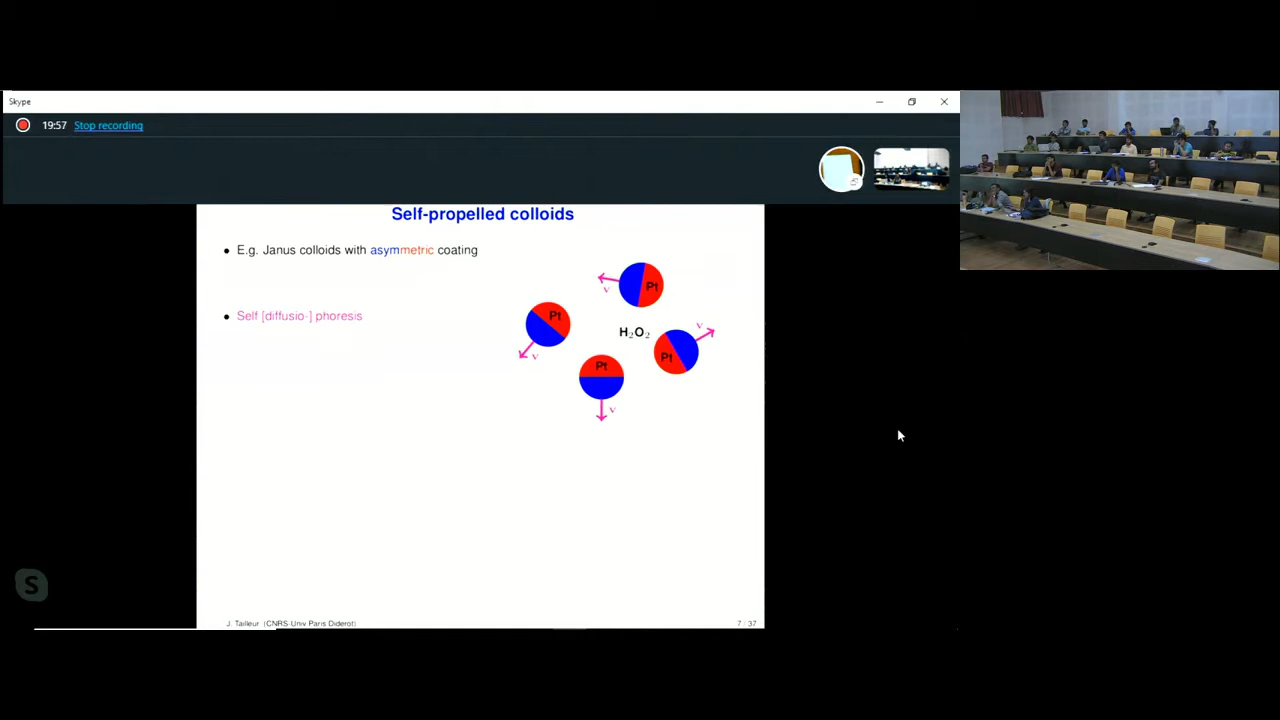 Skype
19:57 Stop recording
Self-propelled colloids
• E.g. Janus colloids with asymmetric coating
Pt
v
• Self [diffusio-] phoresis
Pt
H₂O₂
v
v
Pt
Pt
v
S
J. Tailleur (CNRS-Univ Paris Diderot)
7 / 37